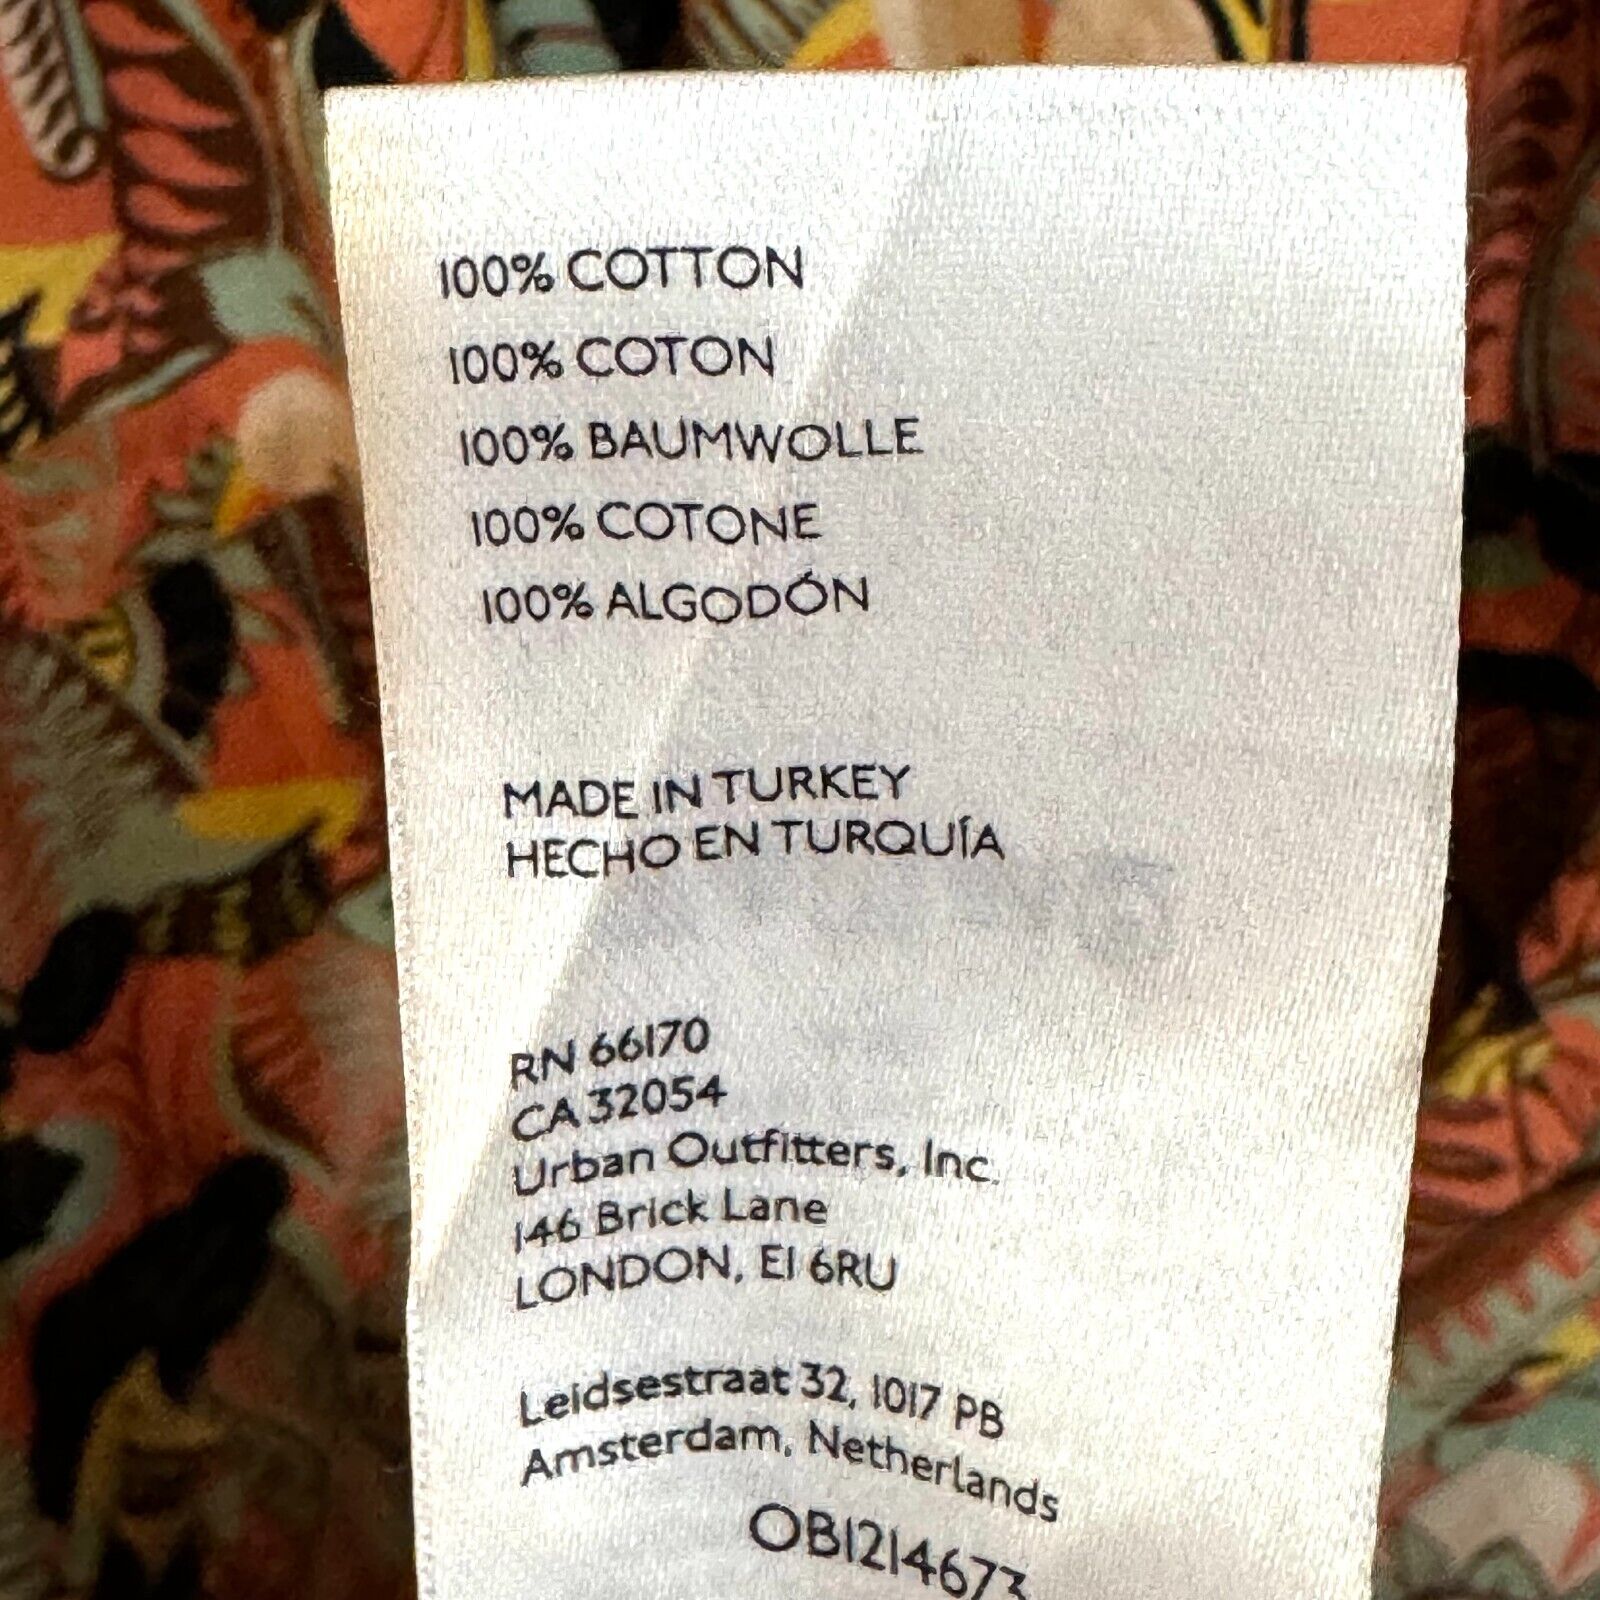 100% COTTON
100% COTON
100% BAUMWOLLE
100% COTONE
100% ALGODÓN
MADE IN TURKEY
HECHO EN TURQUÍA
RN 66170
CA 32054
Urban Outfitters, Inc.
146 Brick Lane
LONDON, E1 6RU
Leidsestraat 32, 1017 PB
Amsterdam, Netherlands
OB1214673